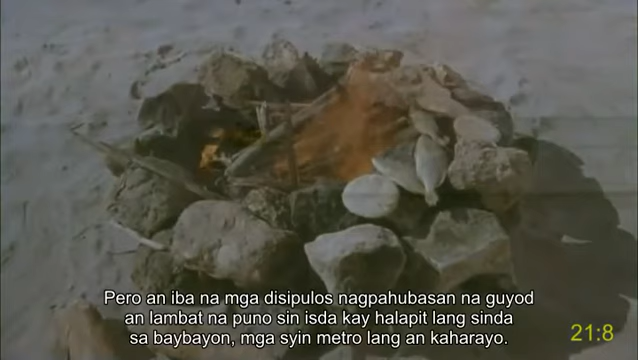 Pero an iba na mga disipulos nagpahubasan na guyod
an lambat na puno sin isda kay halapit lang sinda
sa baybayon, mga syin metro lang an kaharayo.
21:8